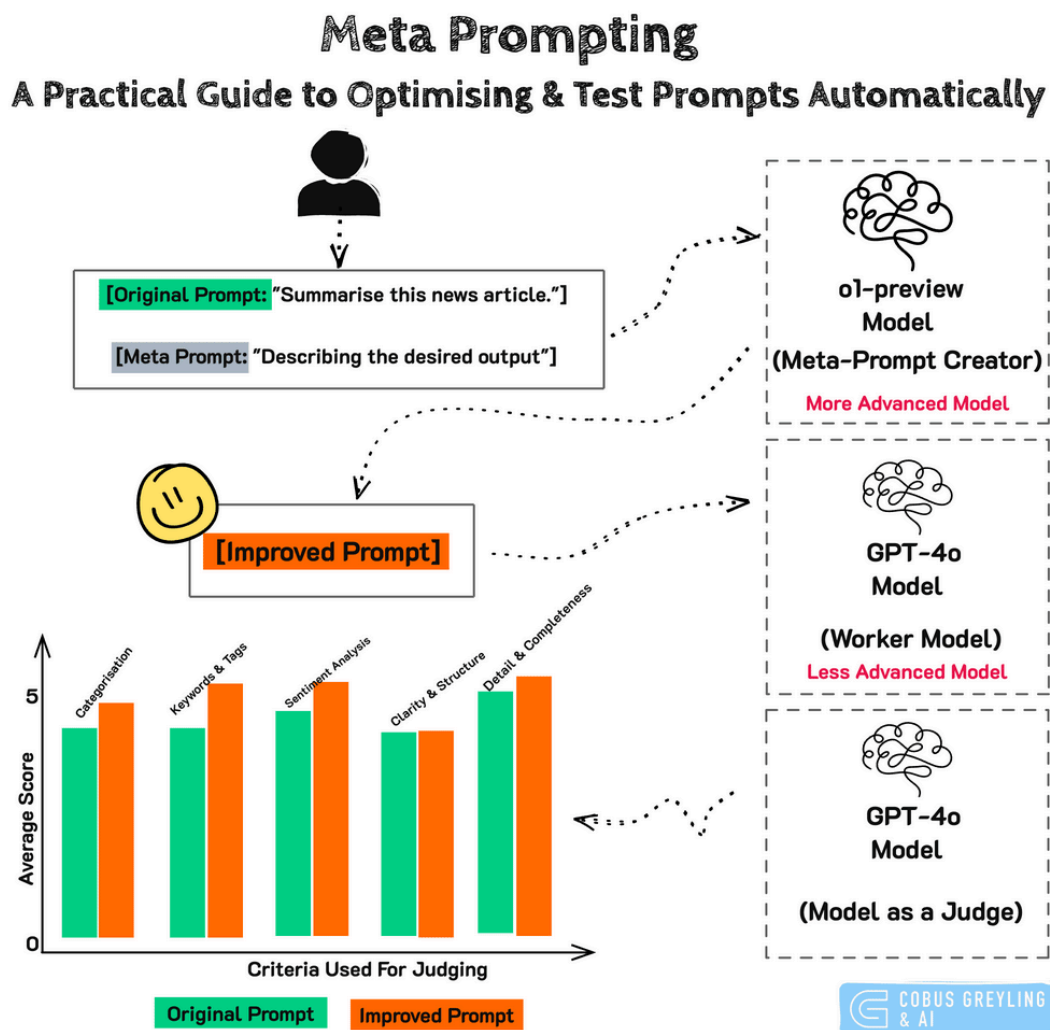 Meta Prompting
A Practical Guide to Optimising & Test Prompts Automatically
[Original Prompt: "Summarise this news article."]
[Meta Prompt: "Describing the desired output"]
o1-preview
Model
(Meta-Prompt Creator)
More Advanced Model
[Improved Prompt]
GPT-4o
Model
(Worker Model)
Less Advanced Model
5
Average Score
0
Categorisation
Keywords & Tags
Sentiment Analysis
Clarity & Structure
Detail & Completeness
Criteria Used For Judging
Original Prompt
Improved Prompt
GPT-4o
Model
(Model as a Judge)
COBUS GREYLING
& AI